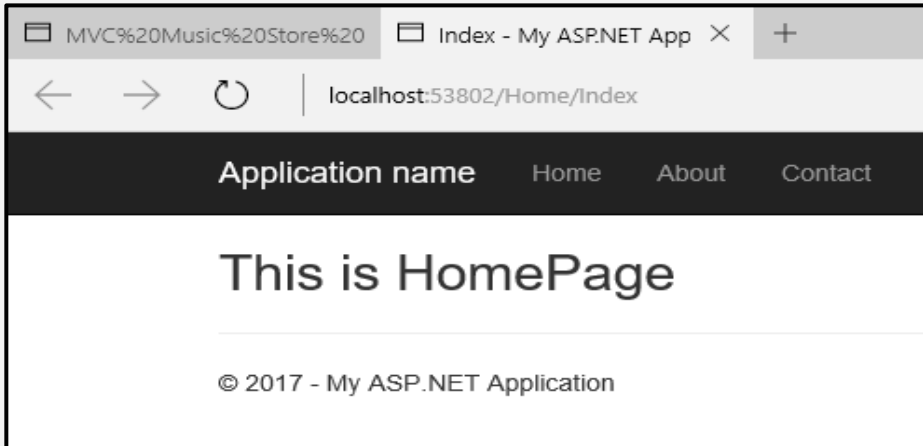 MVC%20Music%20Store%20 Index - My ASP.NET App
localhost:53802/Home/Index
Application name Home About Contact
This is HomePage
© 2017 - My ASP.NET Application